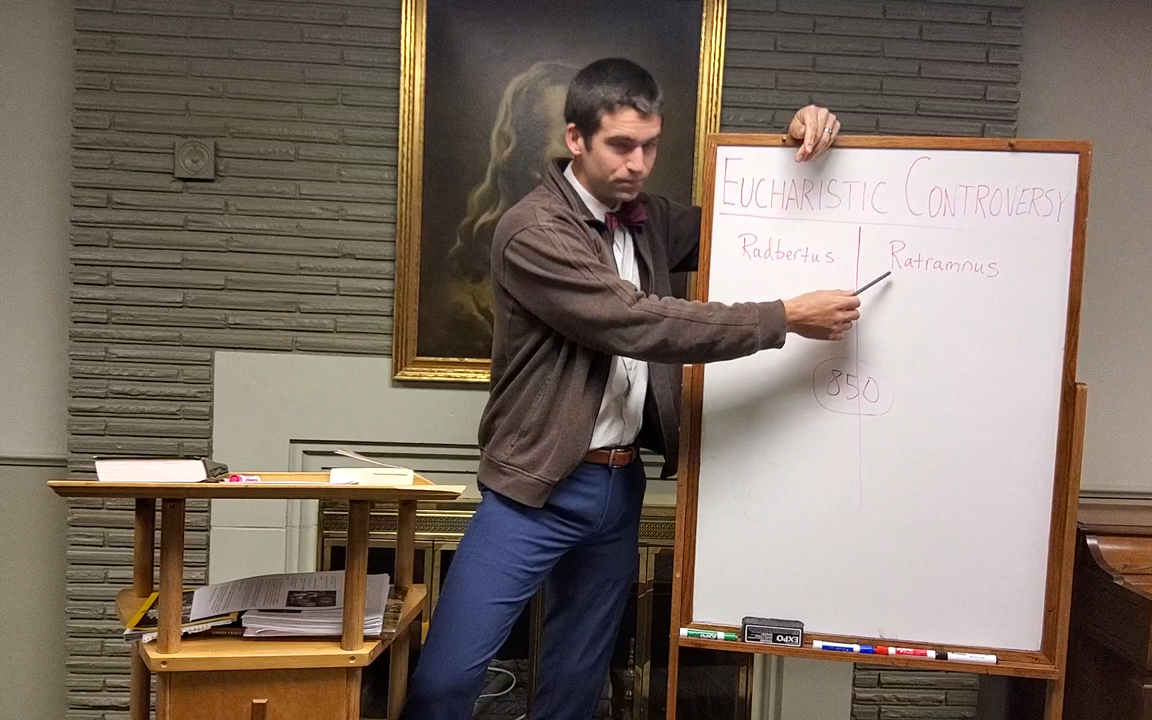 EUCHARISTIC CONTROVERSY
Radbertus
Ratramnus
850
EXPO